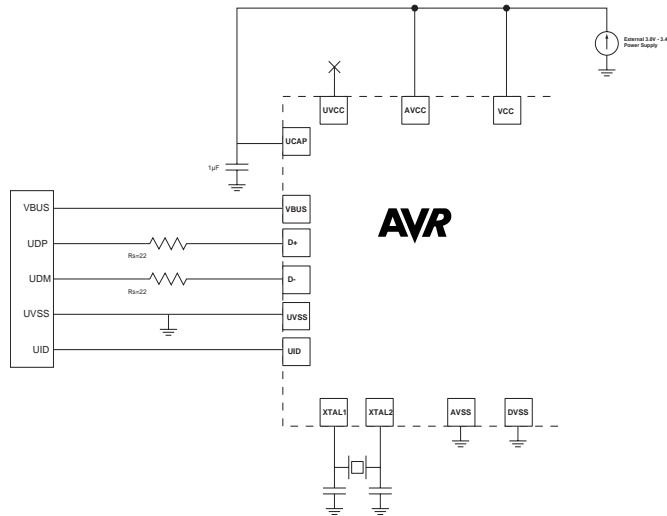 External 3.0V - 3.4
Power Supply
UVCC
AVCC
VCC
UCAP
1µF
VBUS
VBUS
AVR
UDP
Rs=22
D+
UDM
Rs=22
D-
UVSS
UVSS
UID
UID
XTAL1
XTAL2
AVSS
DVSS